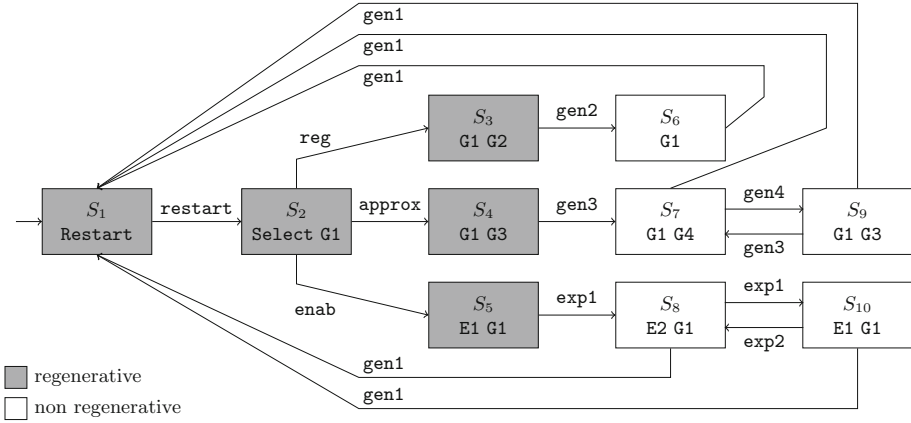 gen1
gen1
gen1
S3
G1 G2
gen2
S6
G1
reg
S1
Restart
restart
S2
Select G1
approx
S4
G1 G3
gen3
S7
G1 G4
gen4
gen3
S9
G1 G3
enab
S5
E1 G1
exp1
S8
E2 G1
exp1
exp2
S10
E1 G1
gen1
gen1
regenerative
non regenerative